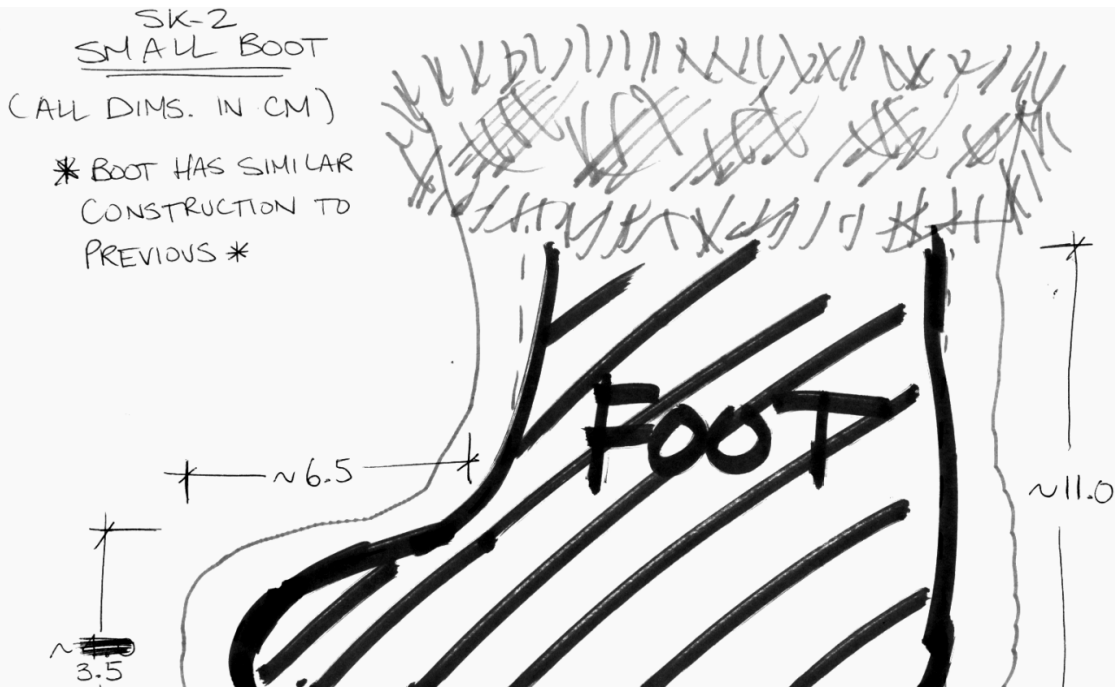 SK-2
SMALL BOOT
(ALL DIMS. IN CM)
* BOOT HAS SIMILAR
CONSTRUCTION TO
PREVIOUS *
FOOT
~6.5
~11.0
~
3.5